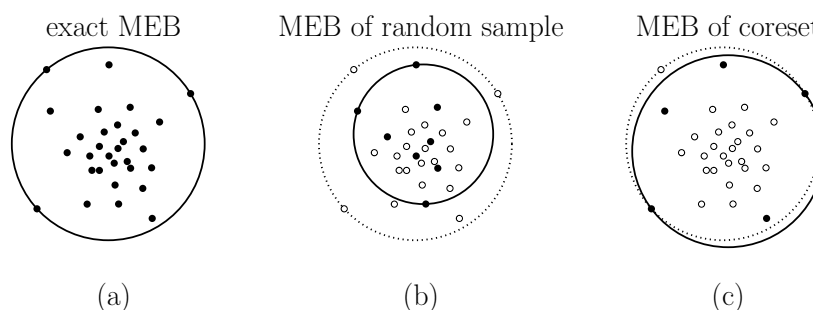 exact MEB
MEB of random sample
MEB of coreset
(a)
(b)
(c)